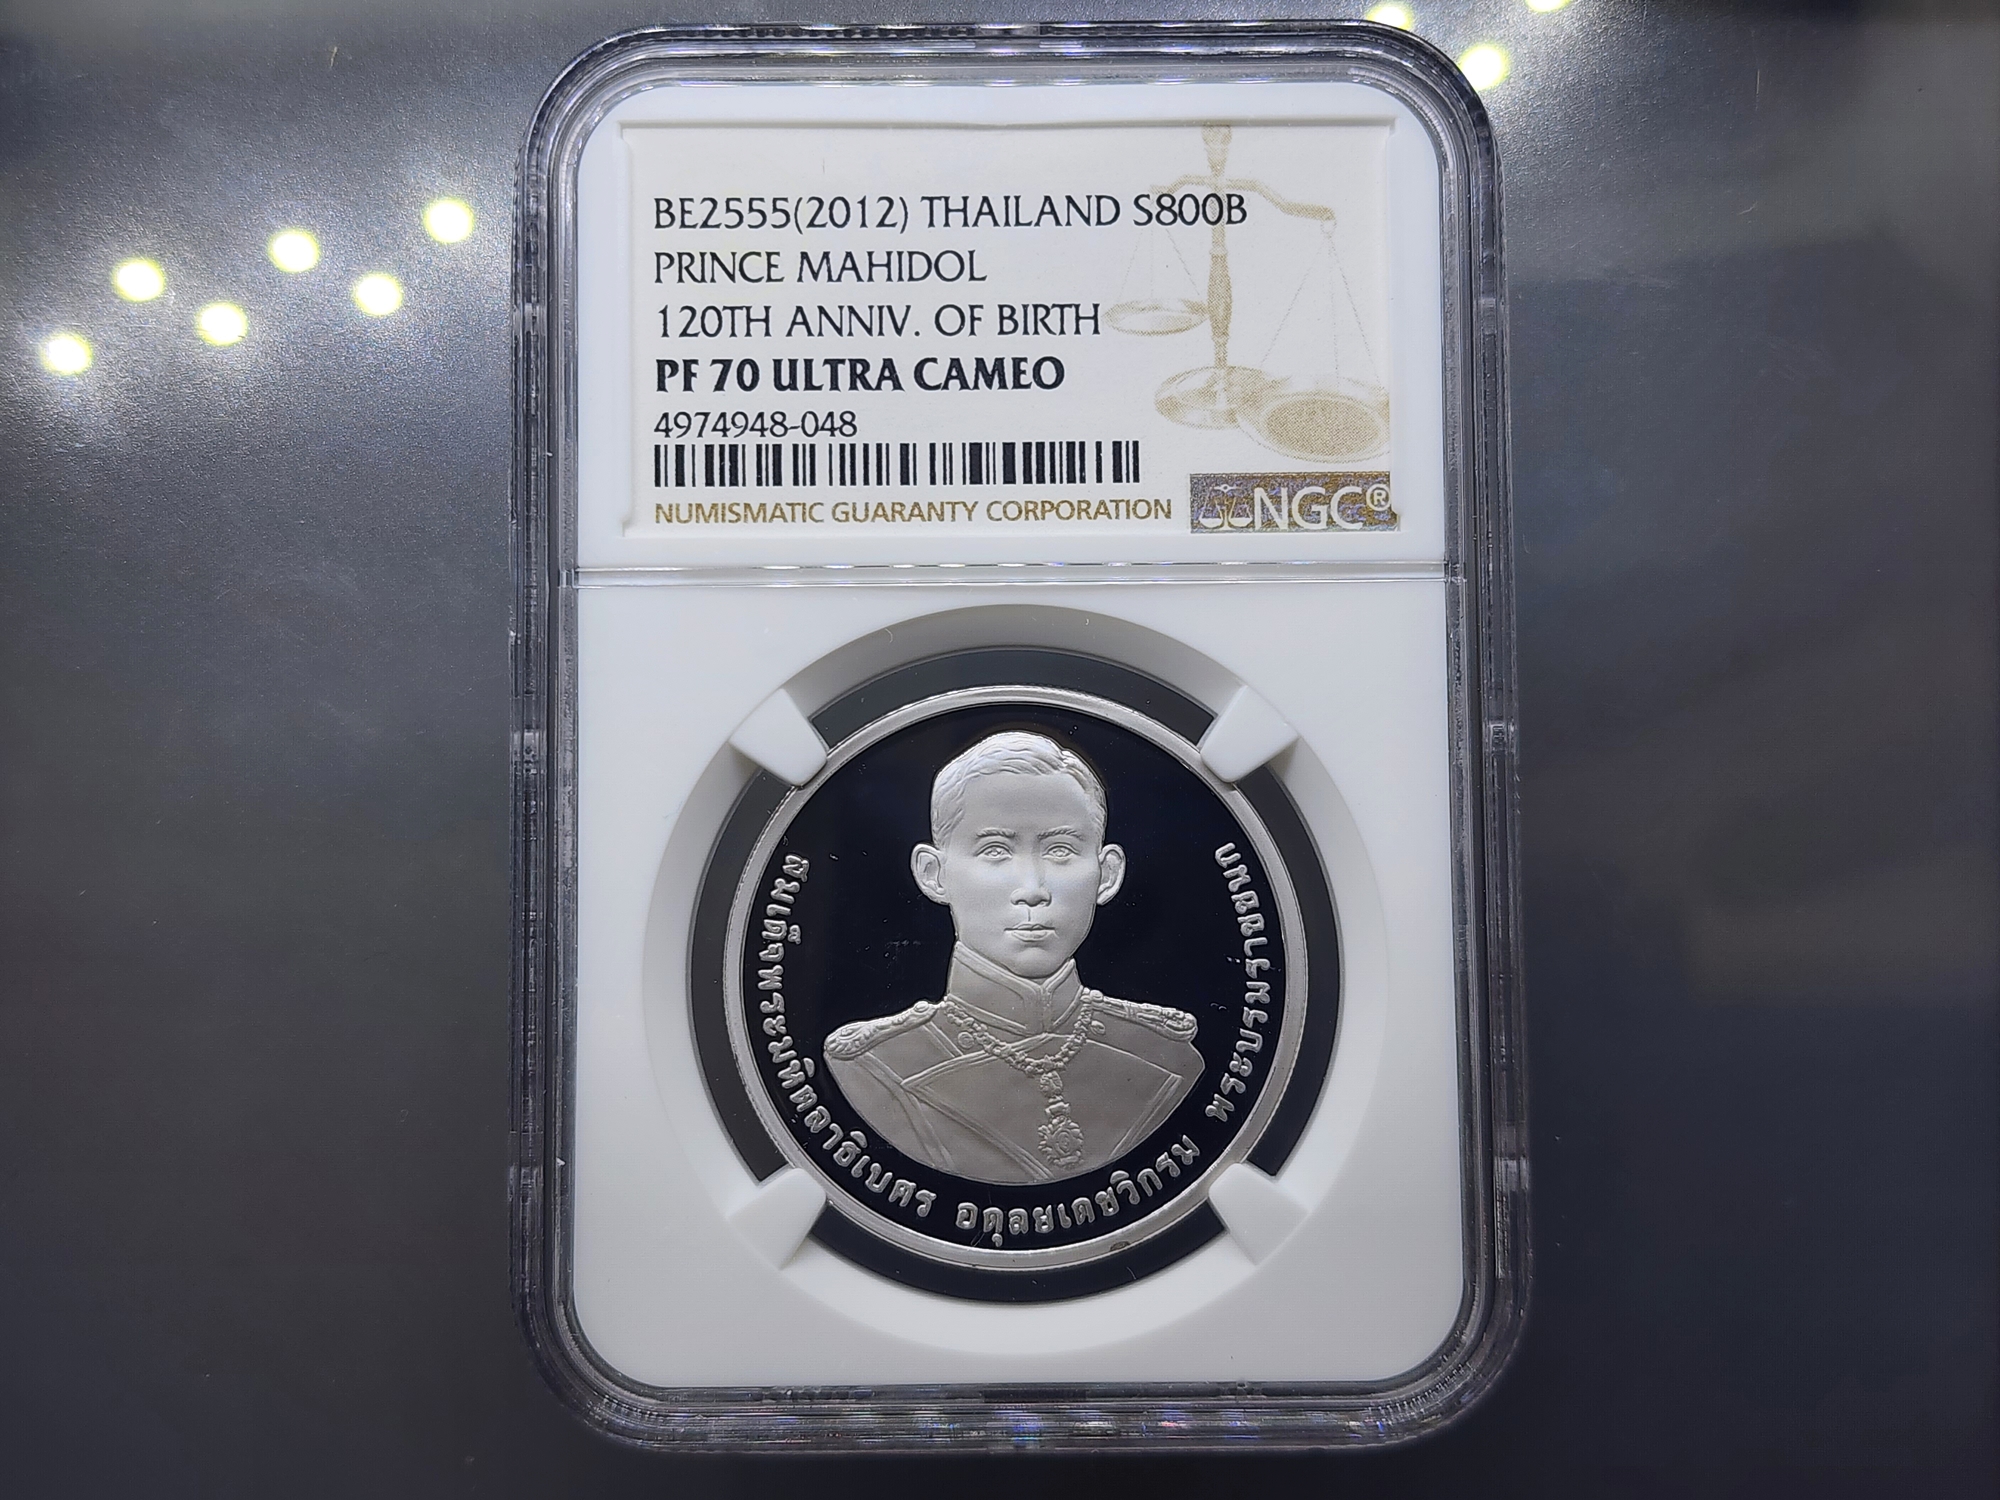 BE2555(2012) THAILAND S800B
PRINCE MAHIDOL
120TH ANNIV. OF BIRTH
PF 70 ULTRA CAMEO
4974948-048
NUMISMATIC GUARANTY CORPORATION
NGC®
สมเด็จพระมหิตลาธิเบศร อดุลยเดชวิกรม พระบรมราชชนก